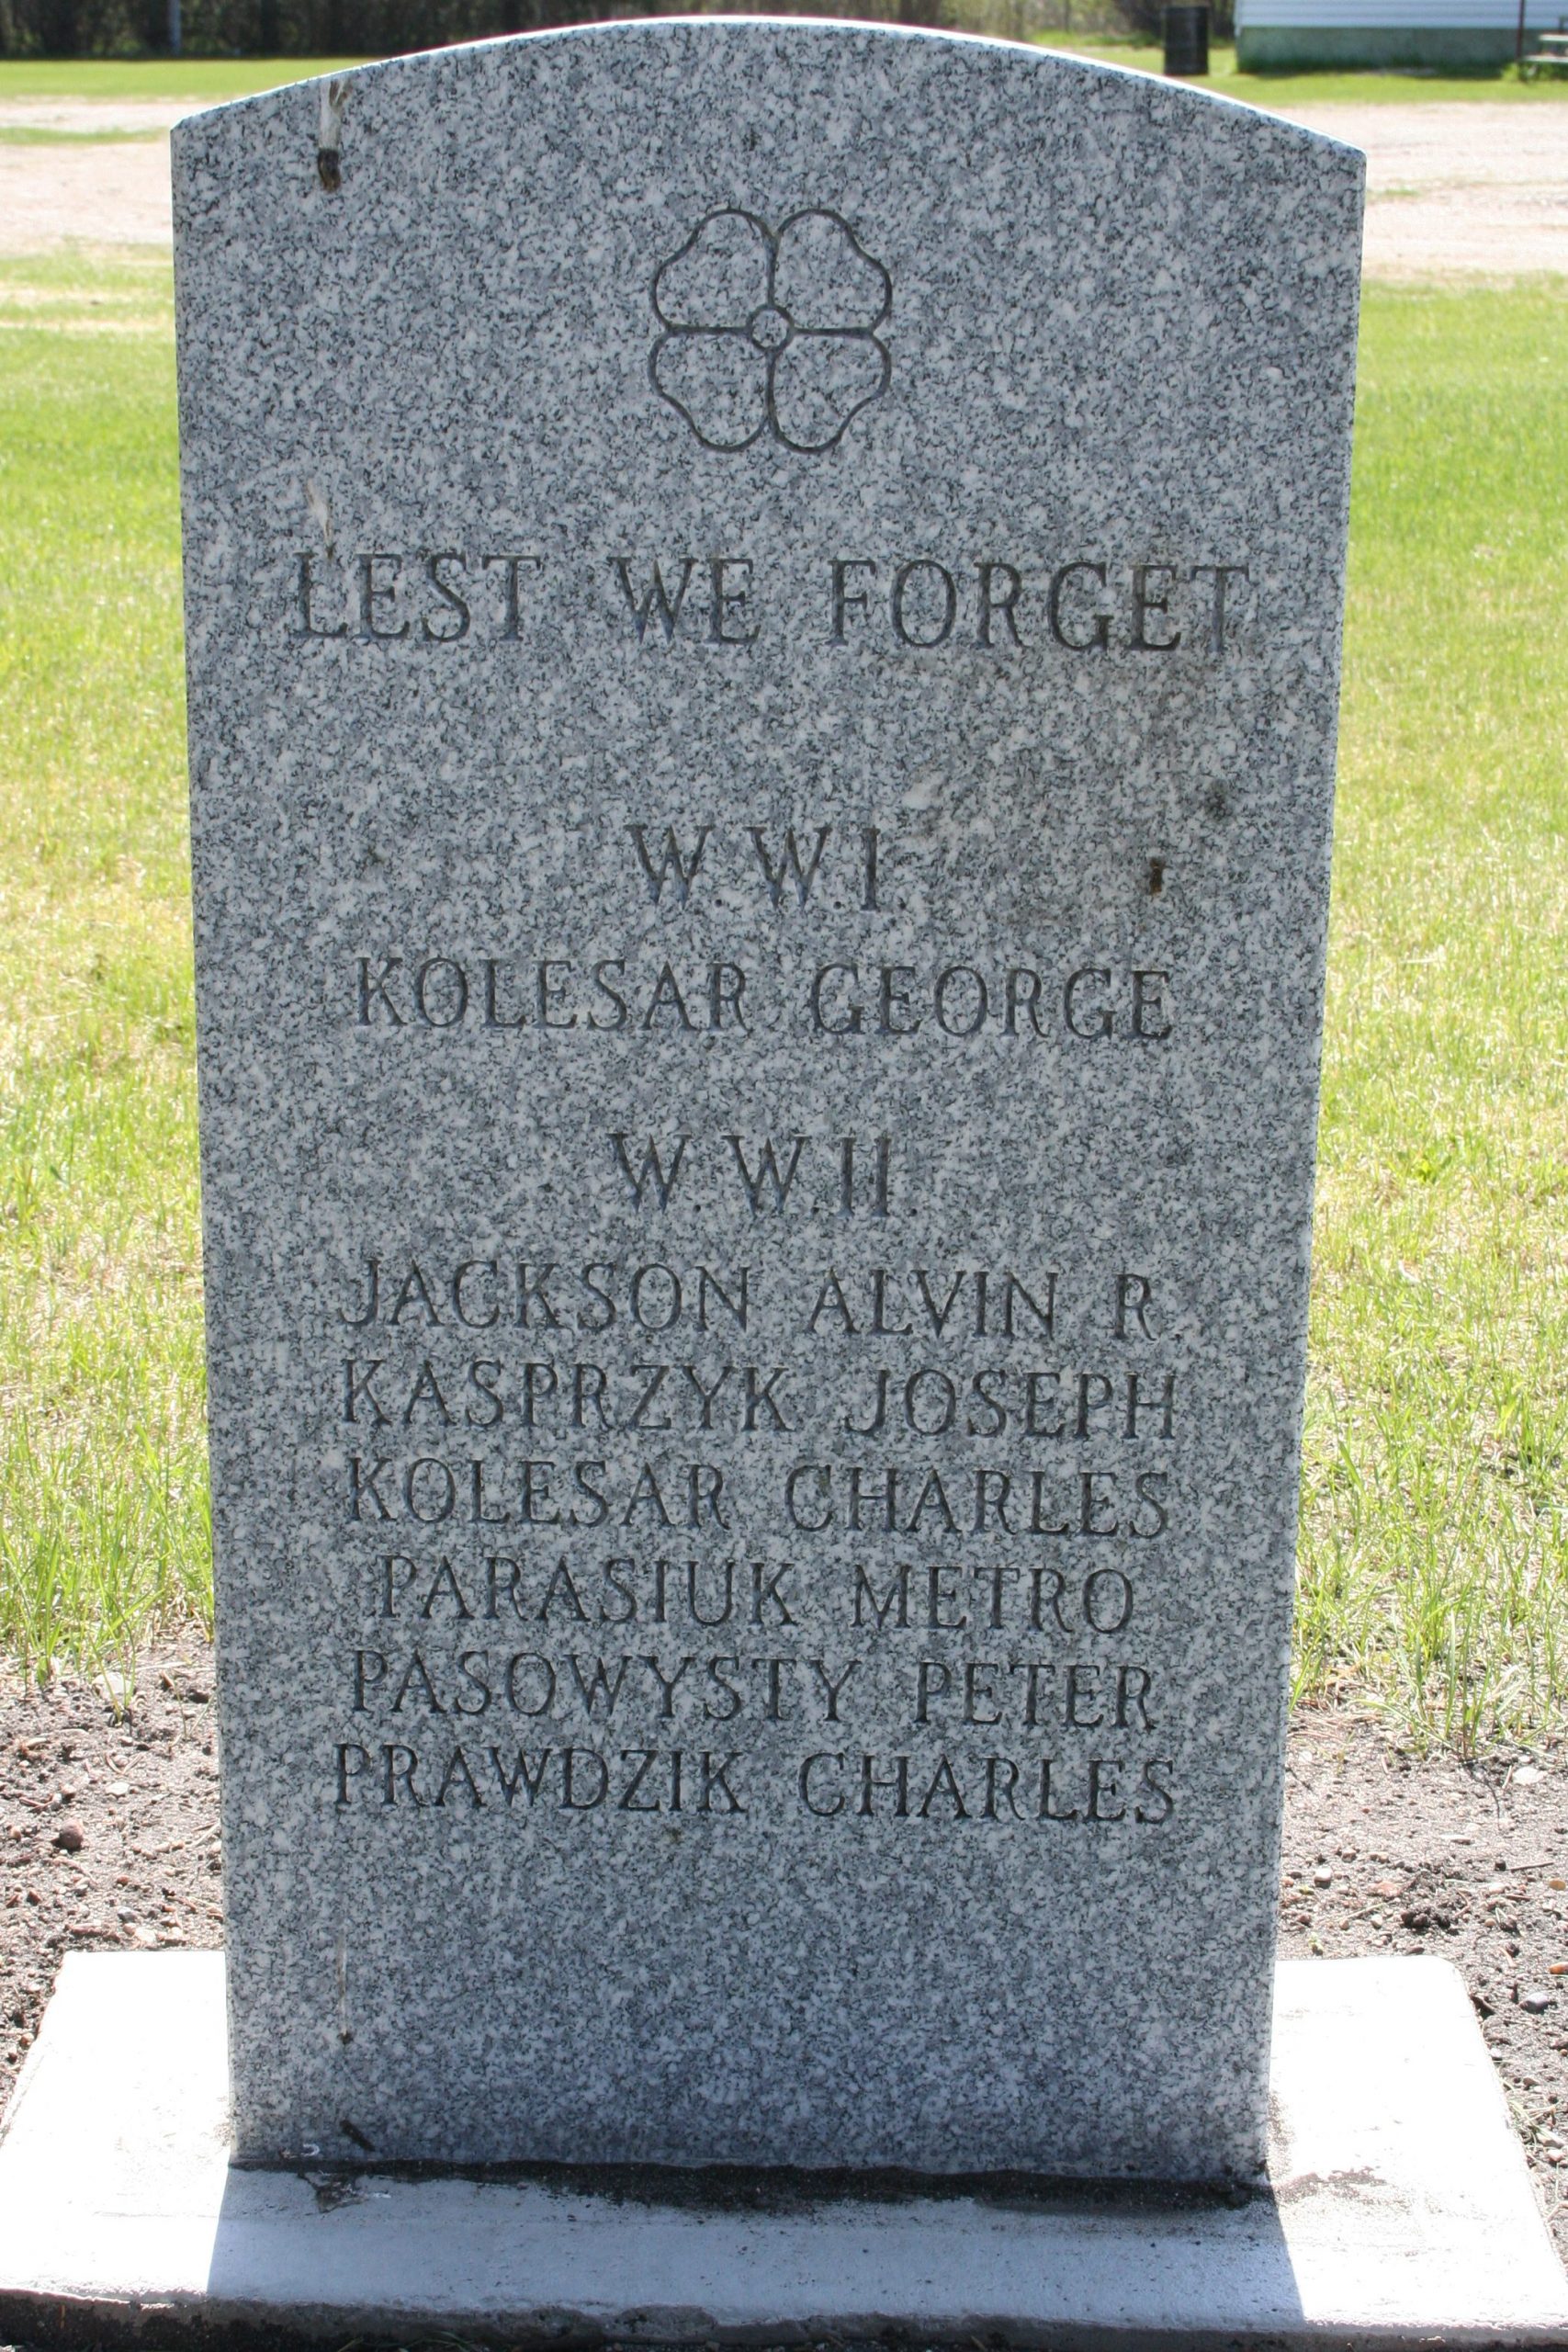 LEST WE FORGET
W.W.I.
KOLESAR GEORGE
W.W.II.
JACKSON ALVIN R.
KASPRZYK JOSEPH
KOLESAR CHARLES
PARASIUK METRO
PASOWYSTY PETER
PRAWDZIK CHARLES